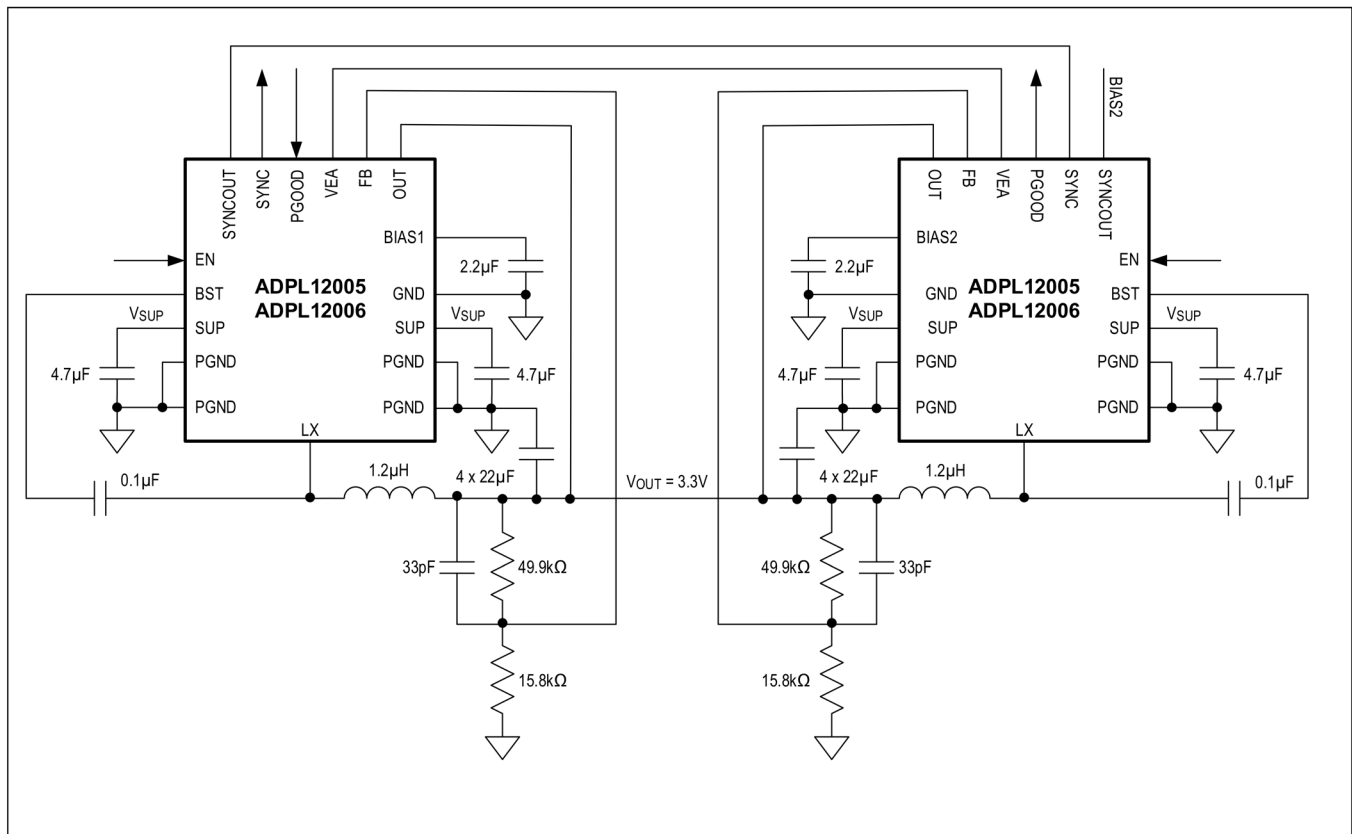 SYNCOUT
SYNC
PGOOD
VEA
FB
OUT
EN
BST
SUP
PGND
PGND
BIAS1
GND
SUP
PGND
PGND
LX
ADPL12005
ADPL12006
VSUP
VSUP
2.2µF
4.7µF
4.7µF
0.1µF
1.2µH
4 x 22µF
33pF
49.9kΩ
15.8kΩ
VOUT = 3.3V
BIAS2
OUT
FB
VEA
PGOOD
SYNC
SYNCOUT
BIAS2
GND
SUP
PGND
PGND
EN
BST
SUP
PGND
PGND
LX
ADPL12005
ADPL12006
VSUP
VSUP
2.2µF
4.7µF
4.7µF
4 x 22µF
1.2µH
0.1µF
49.9kΩ
33pF
15.8kΩ